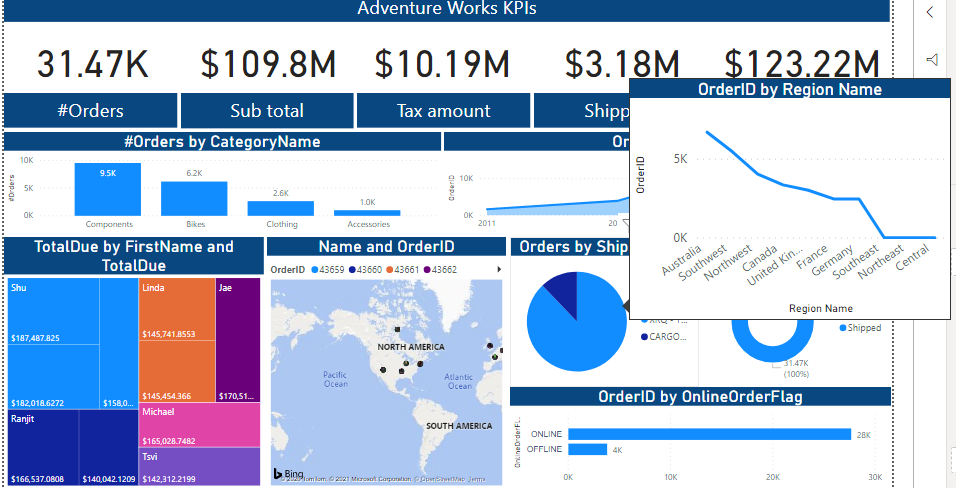 Adventure Works KPIs
31.47K
$109.8M
$10.19M
$3.18M
$123.22M
#Orders
Sub total
Tax amount
Shipp
OrderID by Region Name
OrderID
5K
0K
Australia
Southwest
Northwest
Canada
United Kin...
France
Germany
Southeast
Northeast
Central
Region Name
#Orders by CategoryName
#Orders
10K
5K
0K
9.5K
6.2K
2.6K
1.0K
Components
Bikes
Clothing
Accessories
Or
OrderID
10K
0K
2011
20
TotalDue by FirstName and
TotalDue
Shu
$187,487.825
$182,018.6272
$158,0...
Linda
$145,741.8553
$145,454.366
Jae
$170,51...
Ranjit
$166,537.0808
$140,042.1209
Michael
$165,028.7482
Tsvi
$142,312.2199
Name and OrderID
OrderID
43659
43660
43661
43662
NORTH AMERICA
Pacific
Ocean
Atlantic
Ocean
SOUTH AMERICA
Bing
© 2021 TomTom, © 2021 Microsoft Corporation, © OpenStreetMap Terms
Orders by Ship
CARGO...
Shipped
31.47K
(100%)
OrderID by OnlineOrderFlag
OnlineOrderFl...
ONLINE
28K
OFFLINE
4K
0K
10K
20K
30K